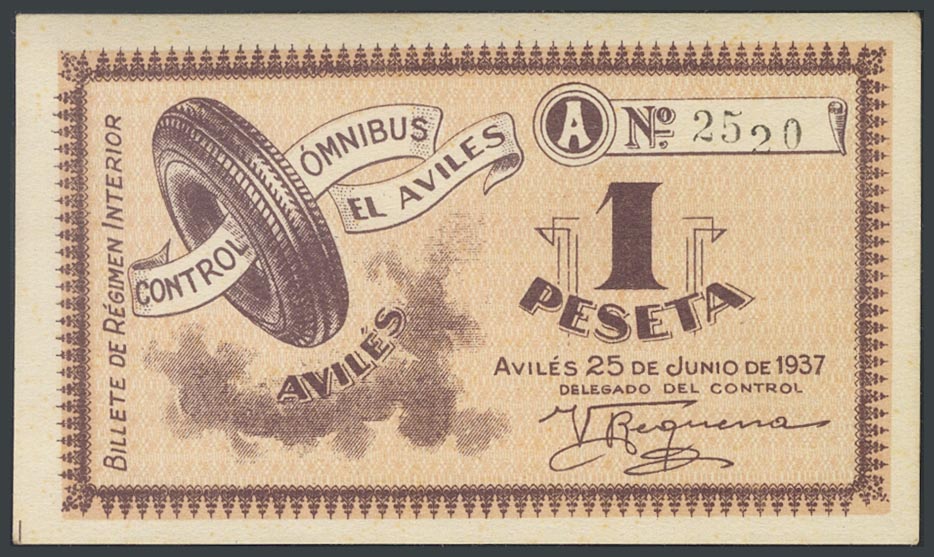 BILLETE DE RÉGIMEN INTERIOR
CONTROL
ÓMNIBUS
EL AVILES
AVILÉS
A Nº 2520
1
PESETA
AVILÉS 25 DE JUNIO DE 1937
DELEGADO DEL CONTROL
V. Requena